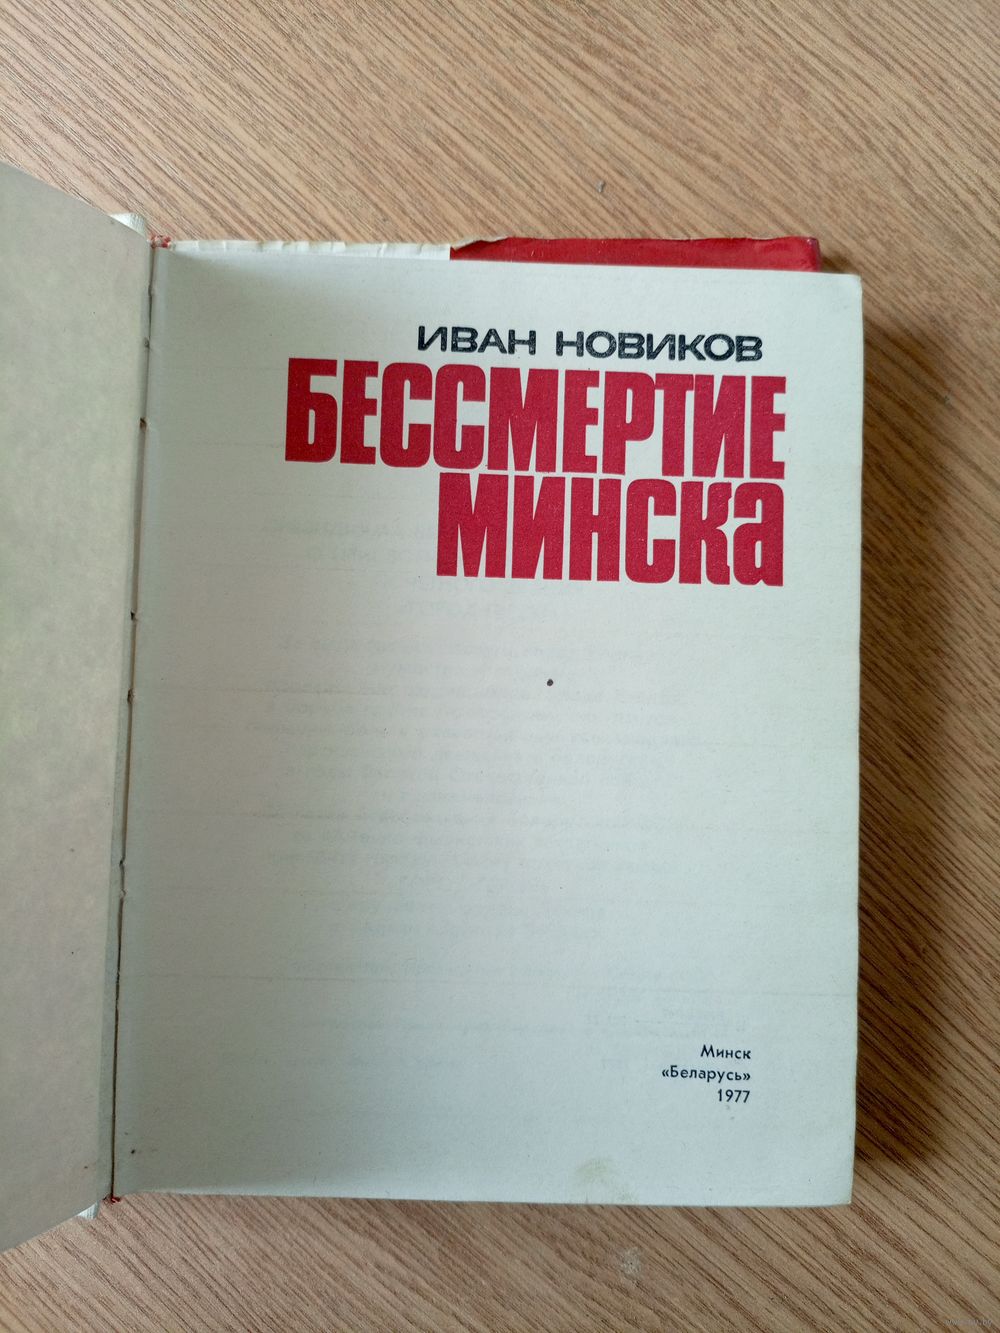 ИВАН НОВИКОВ
БЕССМЕРТИЕ
МИНСКА
Минск
«Беларусь»
1977